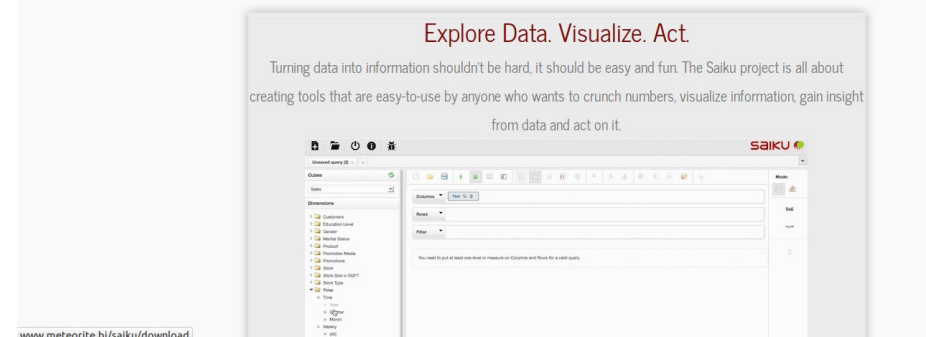 Explore Data. Visualize. Act.
Turning data into information shouldn't be hard, it should be easy and fun. The Saiku project is all about
creating tools that are easy-to-use by anyone who wants to crunch numbers, visualize information, gain insight
from data and act on it.
saiku
Unsaved query (2)
Cubes
Mode:
Sales
Columns
Year
Dimensions
Rows
Customers
Education Level
Gender
Filter
Marital Status
Product
Promotion Media
You need to put at least one level or measure on Columns and Rows for a valid query.
Promotions
Store
Store Size in SQFT
Store Type
Time
Time
Year
Quarter
Month
Weekly
(All)
www.meteorite.bi/saiku/download